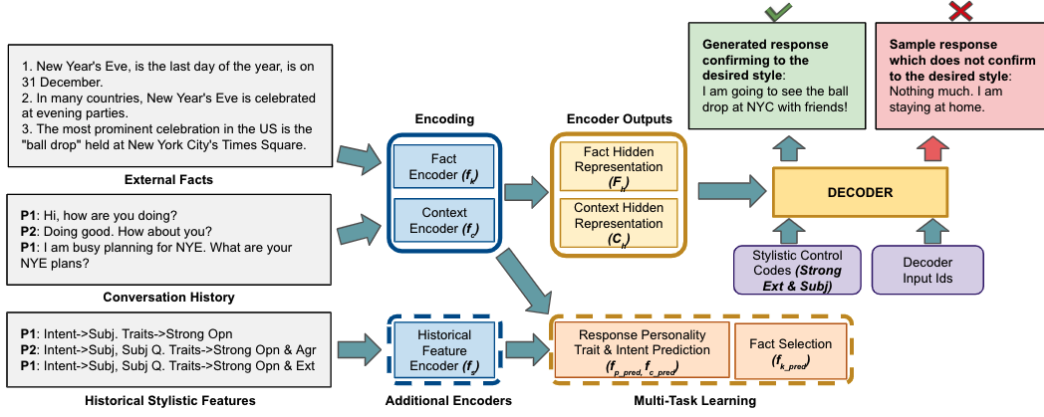 1. New Year's Eve, is the last day of the year, is on
31 December.
2. In many countries, New Year's Eve is celebrated
at evening parties.
3. The most prominent celebration in the US is the
"ball drop" held at New York City's Times Square.
External Facts
P1: Hi, how are you doing?
P2: Doing good. How about you?
P1: I am busy planning for NYE. What are your
NYE plans?
Conversation History
P1: Intent->Subj. Traits->Strong Opn
P2: Intent->Subj, Subj Q. Traits->Strong Opn & Agr
P1: Intent->Subj, Subj Q. Traits->Strong Opn & Ext
Historical Stylistic Features
Encoding
Fact
Encoder (f_k)
Context
Encoder (f_c)
Historical
Feature
Encoder (f_s)
Additional Encoders
Encoder Outputs
Fact Hidden
Representation
(F_h)
Context Hidden
Representation
(C_h)
Response Personality
Trait & Intent Prediction
(f_p_pred, f_c_pred)
Fact Selection
(f_k_pred)
Multi-Task Learning
Generated response
confirming to the
desired style:
I am going to see the ball
drop at NYC with friends!
Sample response
which does not confirm
to the desired style:
Nothing much. I am
staying at home.
DECODER
Stylistic Control
Codes (Strong
Ext & Subj)
Decoder
Input Ids